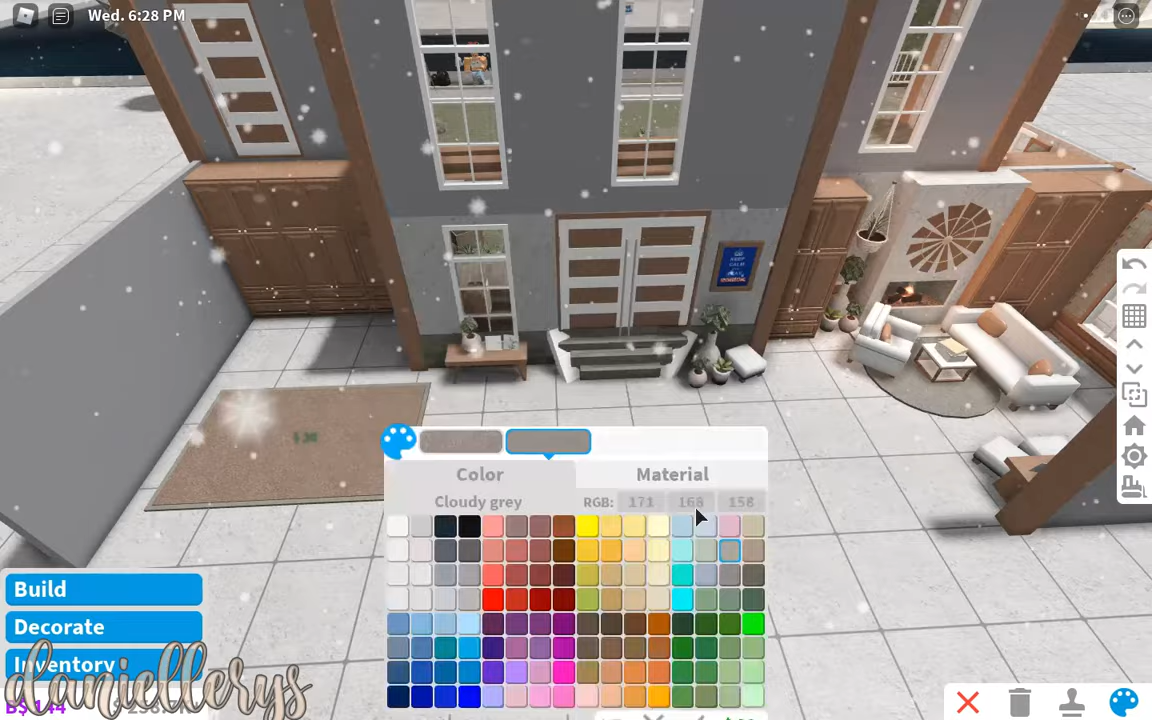 Wed. 6:28 PM
KEEP CALM
Color
Material
Cloudy grey
RGB: 171 168 158
Build
Decorate
Inventory
daniellerys